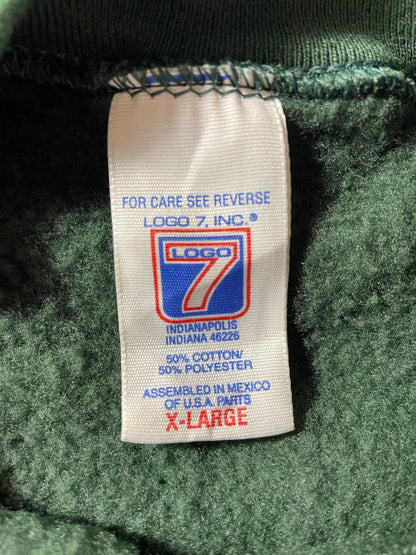 FOR CARE SEE REVERSE
LOGO 7, INC.®
LOGO
7
INDIANAPOLIS
INDIANA 46226
50% COTTON/
50% POLYESTER
ASSEMBLED IN MEXICO
OF U.S.A. PARTS
X-LARGE